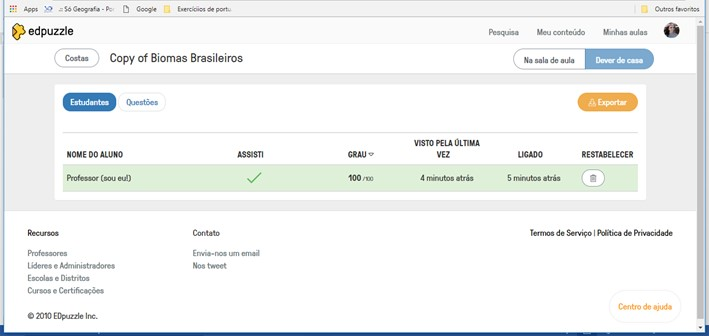 Apps
.:: Só Geografia - Por
Google
Exercícios de portu
Outros favoritos
edpuzzle
Pesquisa
Meu conteúdo
Minhas aulas
Costas
Copy of Biomas Brasileiros
Na sala de aula
Dever de casa
Estudantes
Questões
Exportar
NOME DO ALUNO
ASSISTI
GRAU
VISTO PELA ÚLTIMA
VEZ
LIGADO
RESTABELECER
Professor (sou eu!)
100 /100
4 minutos atrás
5 minutos atrás
Recursos
Contato
Termos de Serviço | Política de Privacidade
Professores
Envia-nos um email
Líderes e Administradores
Nos tweet
Escolas e Distritos
Cursos e Certificações
Centro de ajuda
© 2010 EDpuzzle Inc.